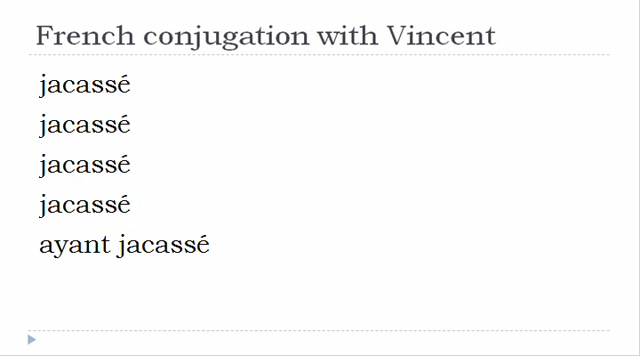 French conjugation with Vincent
jacassé
jacassé
jacassé
jacassé
ayant jacassé